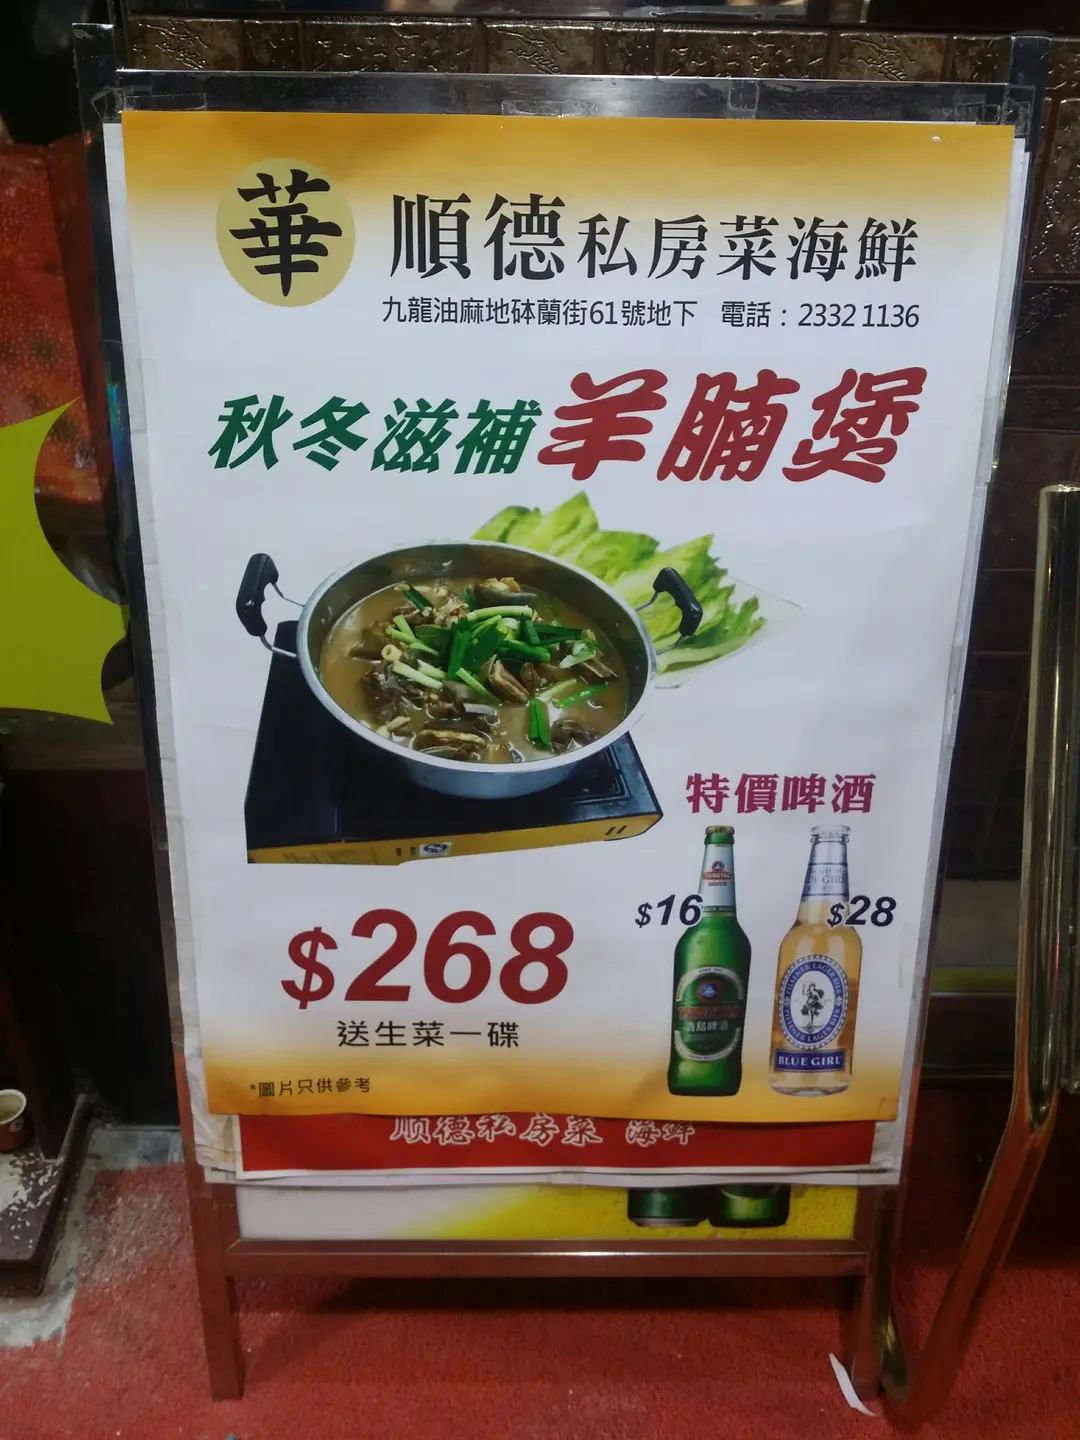 華
順德私房菜海鮮
九龍油麻地砵蘭街61號地下 電話：2332 1136
秋冬滋補羊腩煲
特價啤酒
$16
$28
$268
送生菜一碟
青島啤酒
PILSENER LAGER BEER
BLUE GIRL
*圖片只供參考
順德私房菜 海鮮